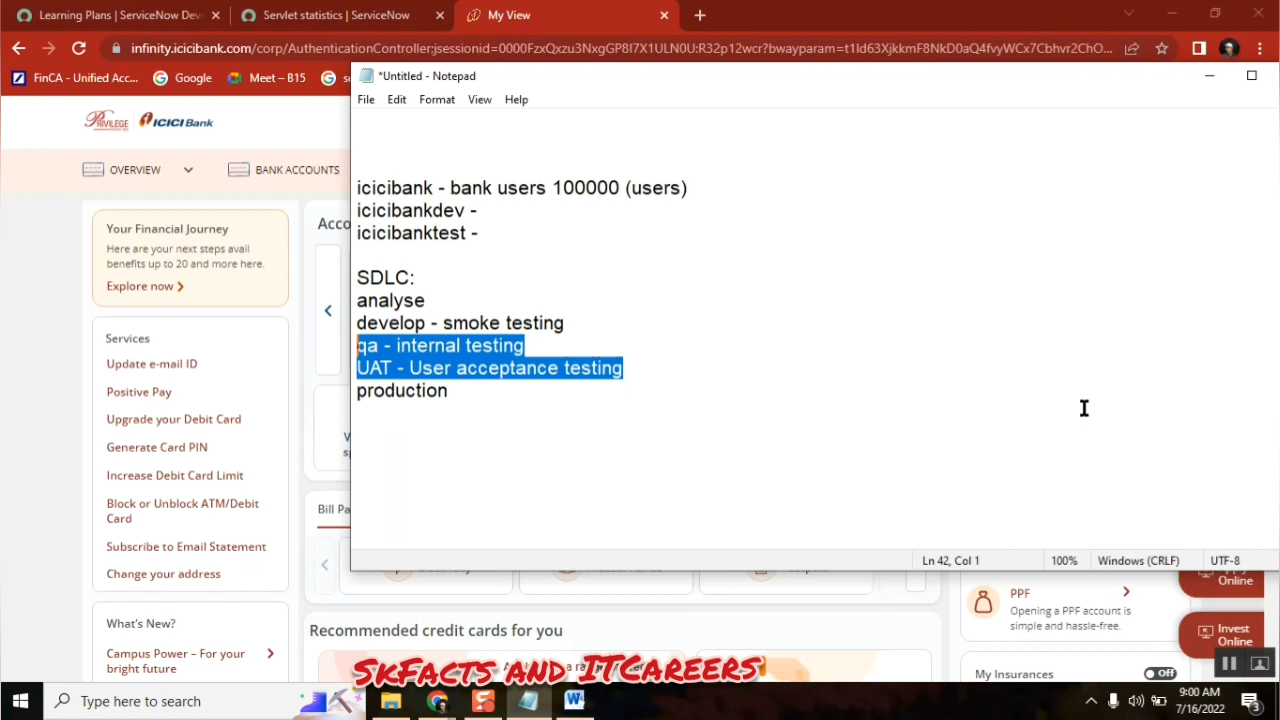 Learning Plans | ServiceNow Dev
Servlet statistics | ServiceNow
My View
infinity.icicibank.com/corp/AuthenticationController;jsessionid=0000FzxQxzu3NxgGP8I7X1ULN0U:R32p12wcr?bwayparam=t1Id63XjkkmF8NkD0aQ4fvyWCx7Cbhvr2ChO...
FinCA - Unified Acc...
Google
Meet – B15
*Untitled - Notepad
File Edit Format View Help
PRIVILEGE
ICICI Bank
OVERVIEW
BANK ACCOUNTS
icicibank - bank users 100000 (users)
icicibankdev -
icicibanktest -
SDLC:
analyse
develop - smoke testing
qa - internal testing
UAT - User acceptance testing
production
Your Financial Journey
Here are your next steps avail
benefits up to 20 and more here.
Explore now
Services
Update e-mail ID
Positive Pay
Upgrade your Debit Card
Generate Card PIN
Increase Debit Card Limit
Block or Unblock ATM/Debit
Card
Subscribe to Email Statement
Change your address
What's New?
Campus Power – For your
bright future
Acco
Bill Pa
Ln 42, Col 1
100%
Windows (CRLF)
UTF-8
Recommended credit cards for you
PPF
Opening a PPF account is
simple and hassle-free.
My Insurances
Off
Online
Invest
Online
SkFacts and ITCareers
Type here to search
9:00 AM
7/16/2022
3